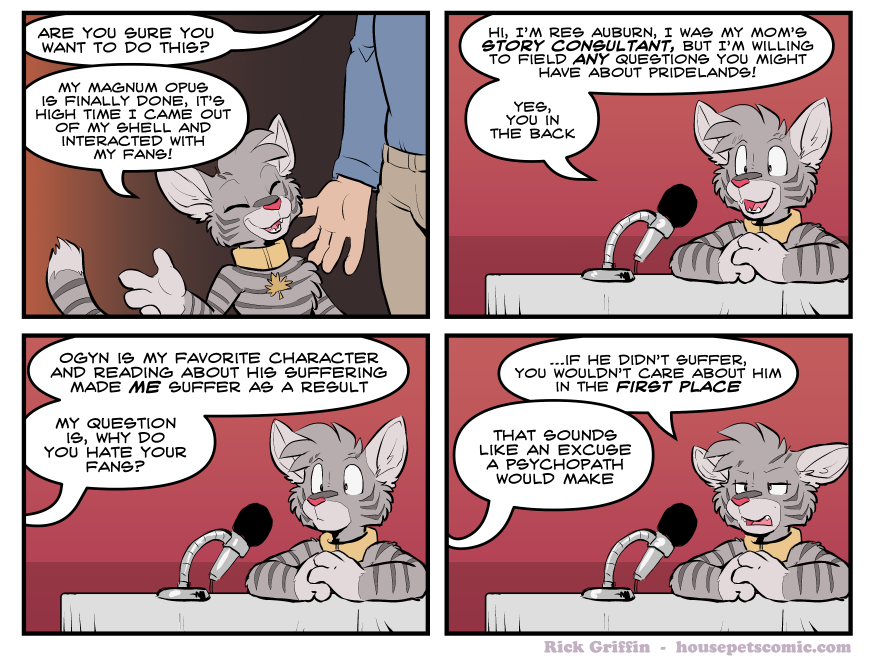 ARE YOU SURE YOU
WANT TO DO THIS?
MY MAGNUM OPUS
IS FINALLY DONE, IT'S
HIGH TIME I CAME OUT
OF MY SHELL AND
INTERACTED WITH
MY FANS!
HI, I'M RES AUBURN, I WAS MY MOM'S
STORY CONSULTANT, BUT I'M WILLING
TO FIELD ANY QUESTIONS YOU MIGHT
HAVE ABOUT PRIDELANDS!
YES,
YOU IN
THE BACK
OGYN IS MY FAVORITE CHARACTER
AND READING ABOUT HIS SUFFERING
MADE ME SUFFER AS A RESULT
MY QUESTION
IS, WHY DO
YOU HATE YOUR
FANS?
...IF HE DIDN'T SUFFER,
YOU WOULDN'T CARE ABOUT HIM
IN THE FIRST PLACE
THAT SOUNDS
LIKE AN EXCUSE
A PSYCHOPATH
WOULD MAKE
Rick Griffin - housepetscomic.com